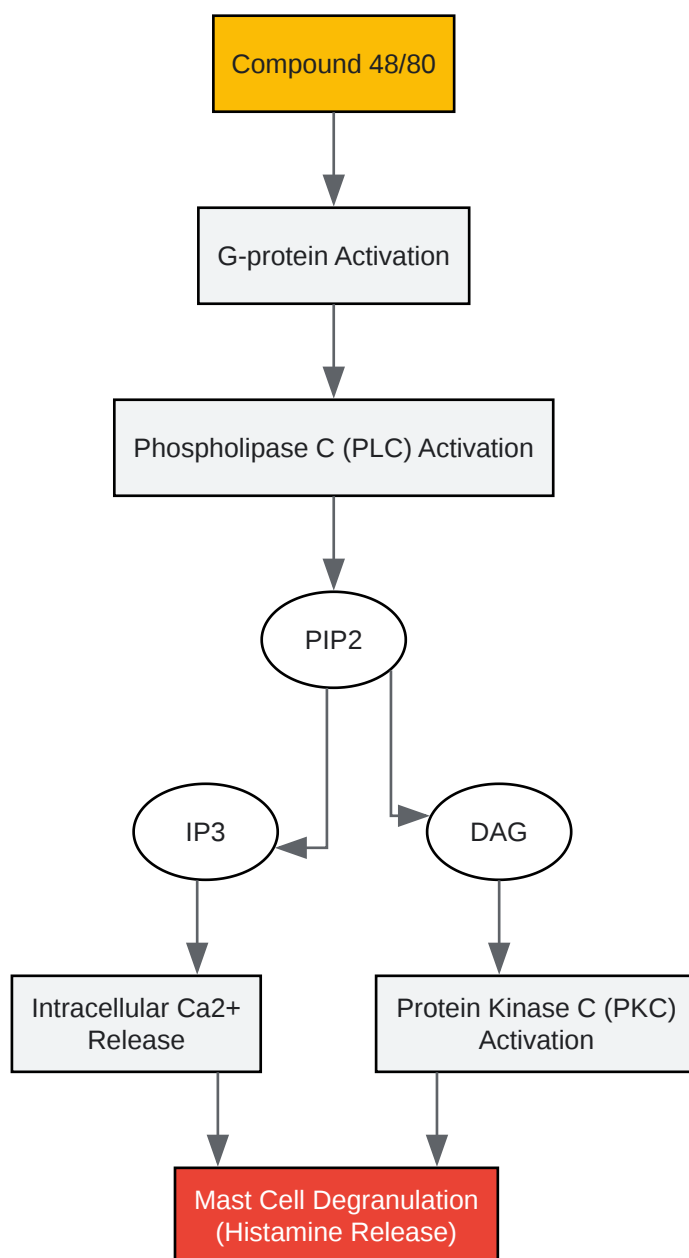 Compound 48/80
G-protein Activation
Phospholipase C (PLC) Activation
PIP2
IP3
DAG
Intracellular Ca2+
Release
Protein Kinase C (PKC)
Activation
Mast Cell Degranulation
(Histamine Release)